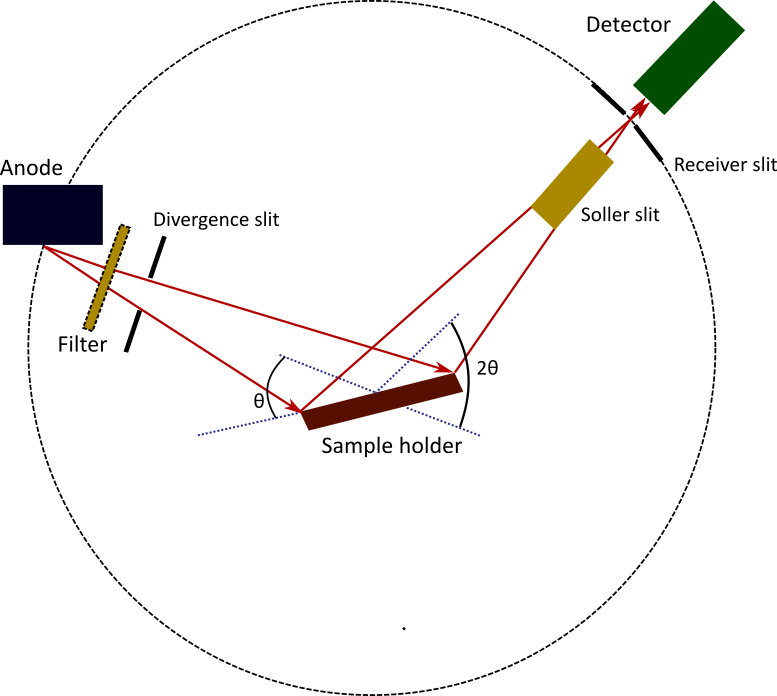 Detector
Anode
Receiver slit
Divergence slit
Soller slit
Filter
2θ
θ
Sample holder